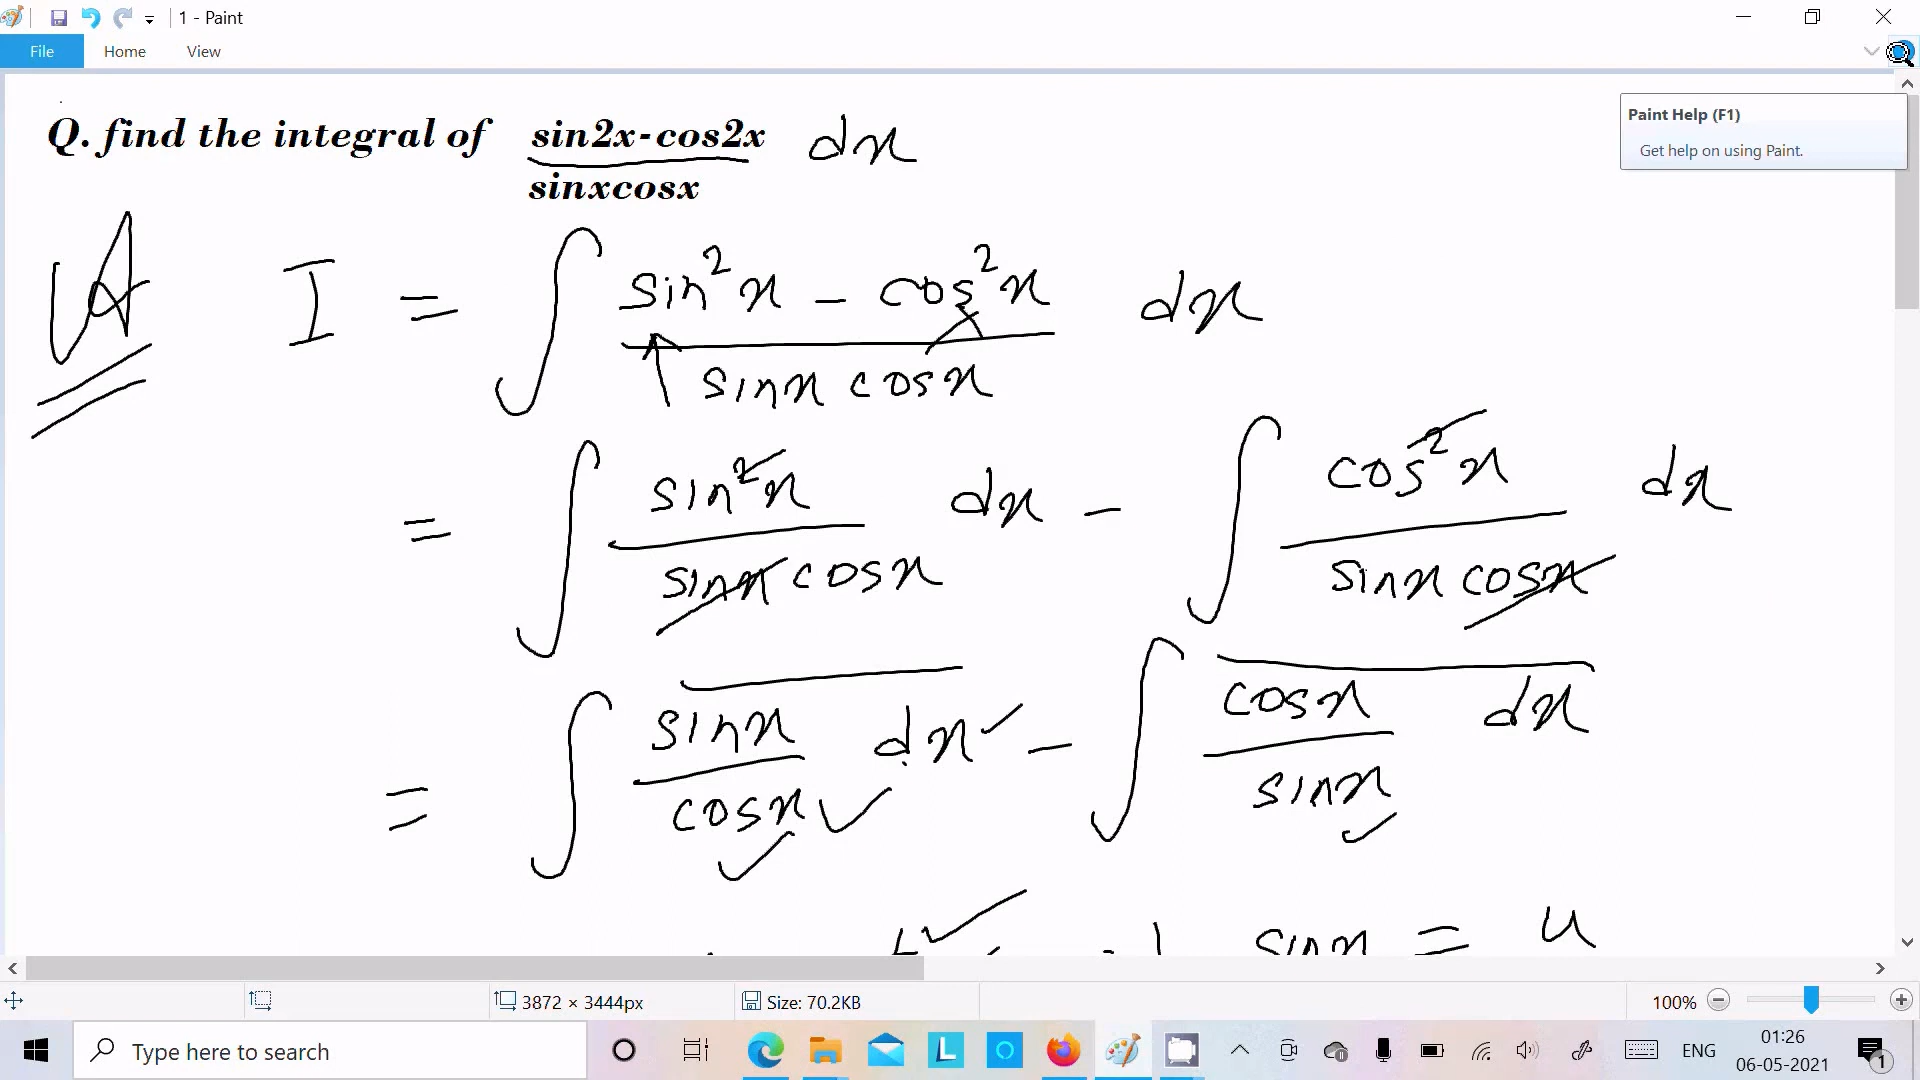 1 - Paint
File Home View
Paint Help (F1)
Get help on using Paint.
Q. find the integral of sin2x-cos2x dx
sinxcosx
A I = ∫ sin²x - cos²x dx
sinx cosx
= ∫ sin²x dx - ∫ cos²x dx
sinx cosx sinx cosx
= ∫ sinx dx - ∫ cosx dx
cosx sinx
sinx = u
3872 × 3444px Size: 70.2KB 100%
Type here to search L ENG 01:26
06-05-2021 1